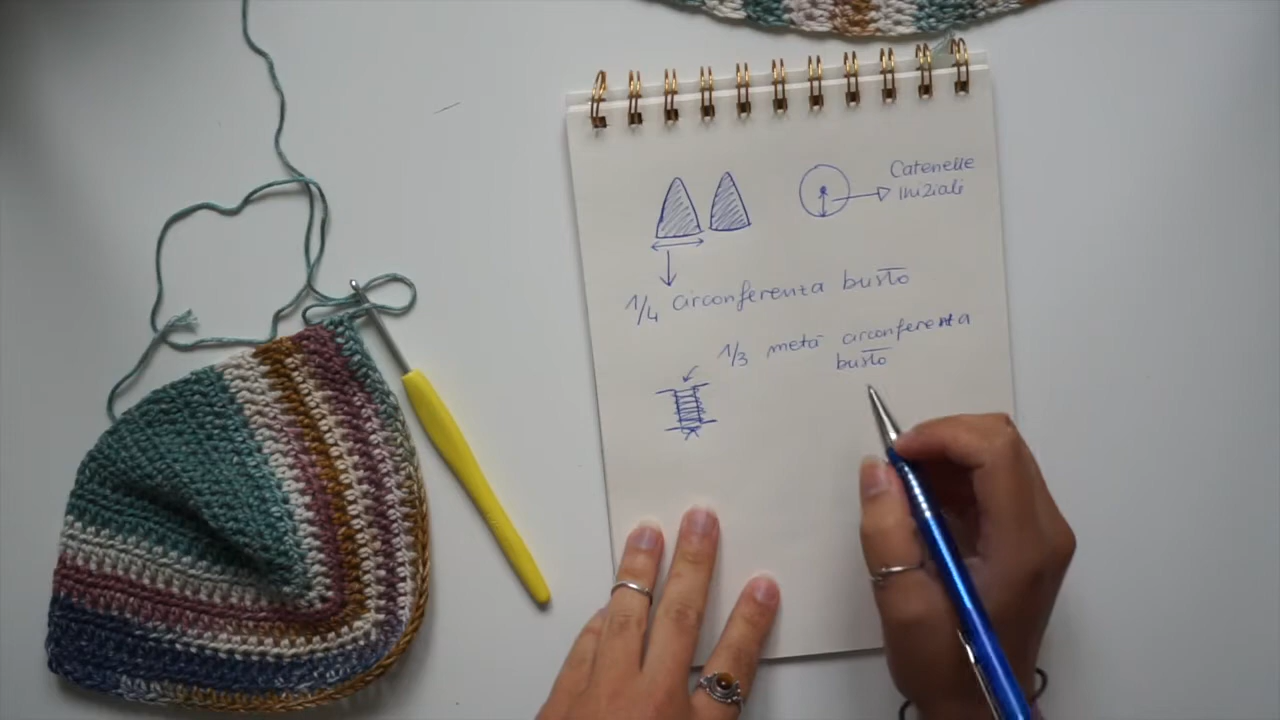 Catenelle
iniziali
1/4 circonferenza busto
1/3 metà circonferenza
busto